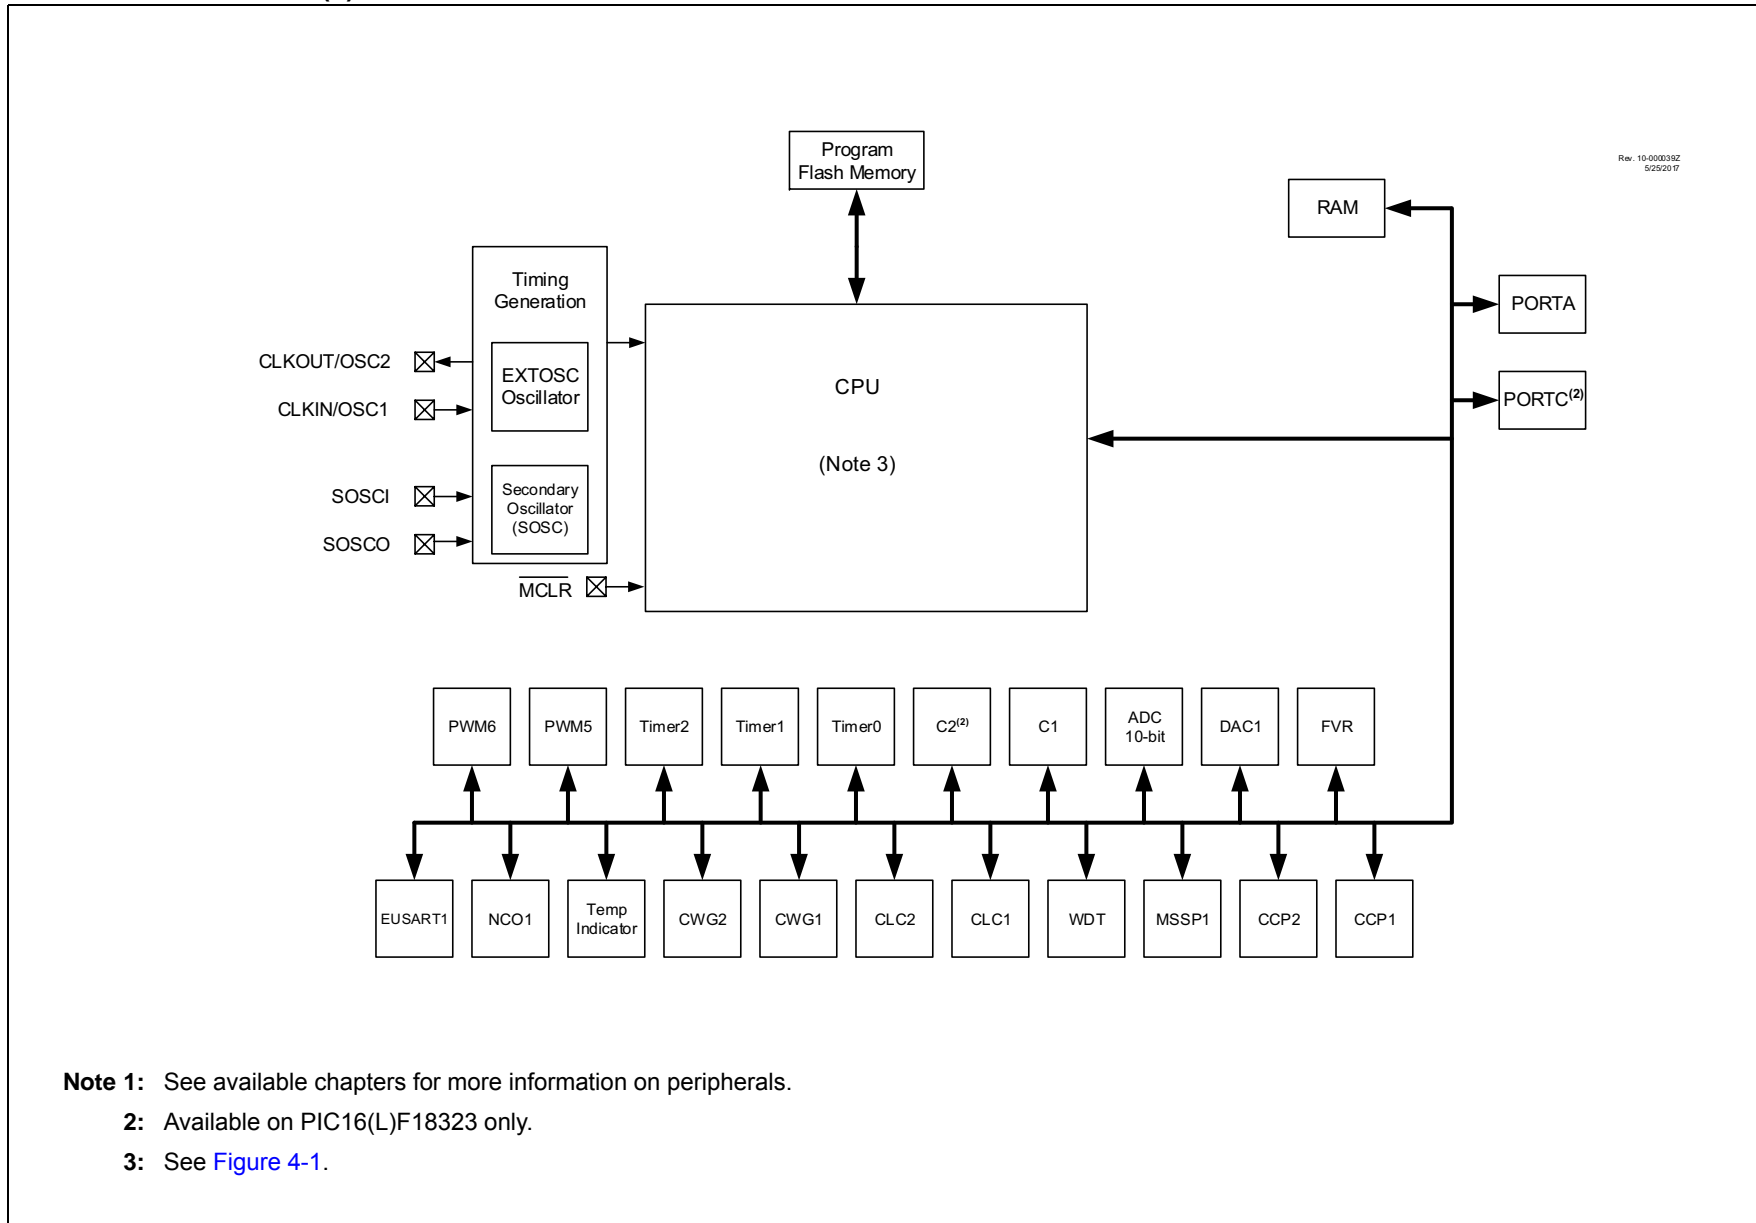 Program
Flash Memory
Rev. 10-000039Z
5/25/2017
RAM
Timing
Generation
PORTA
CLKOUT/OSC2
EXTOSC
Oscillator
CPU
PORTC(2)
CLKIN/OSC1
(Note 3)
SOSCI
Secondary
Oscillator
(SOSC)
SOSCO
MCLR
PWM6
PWM5
Timer2
Timer1
Timer0
C2(2)
C1
ADC
10-bit
DAC1
FVR
EUSART1
NCO1
Temp
Indicator
CWG2
CWG1
CLC2
CLC1
WDT
MSSP1
CCP2
CCP1
Note 1: See available chapters for more information on peripherals.
2: Available on PIC16(L)F18323 only.
3: See Figure 4-1.